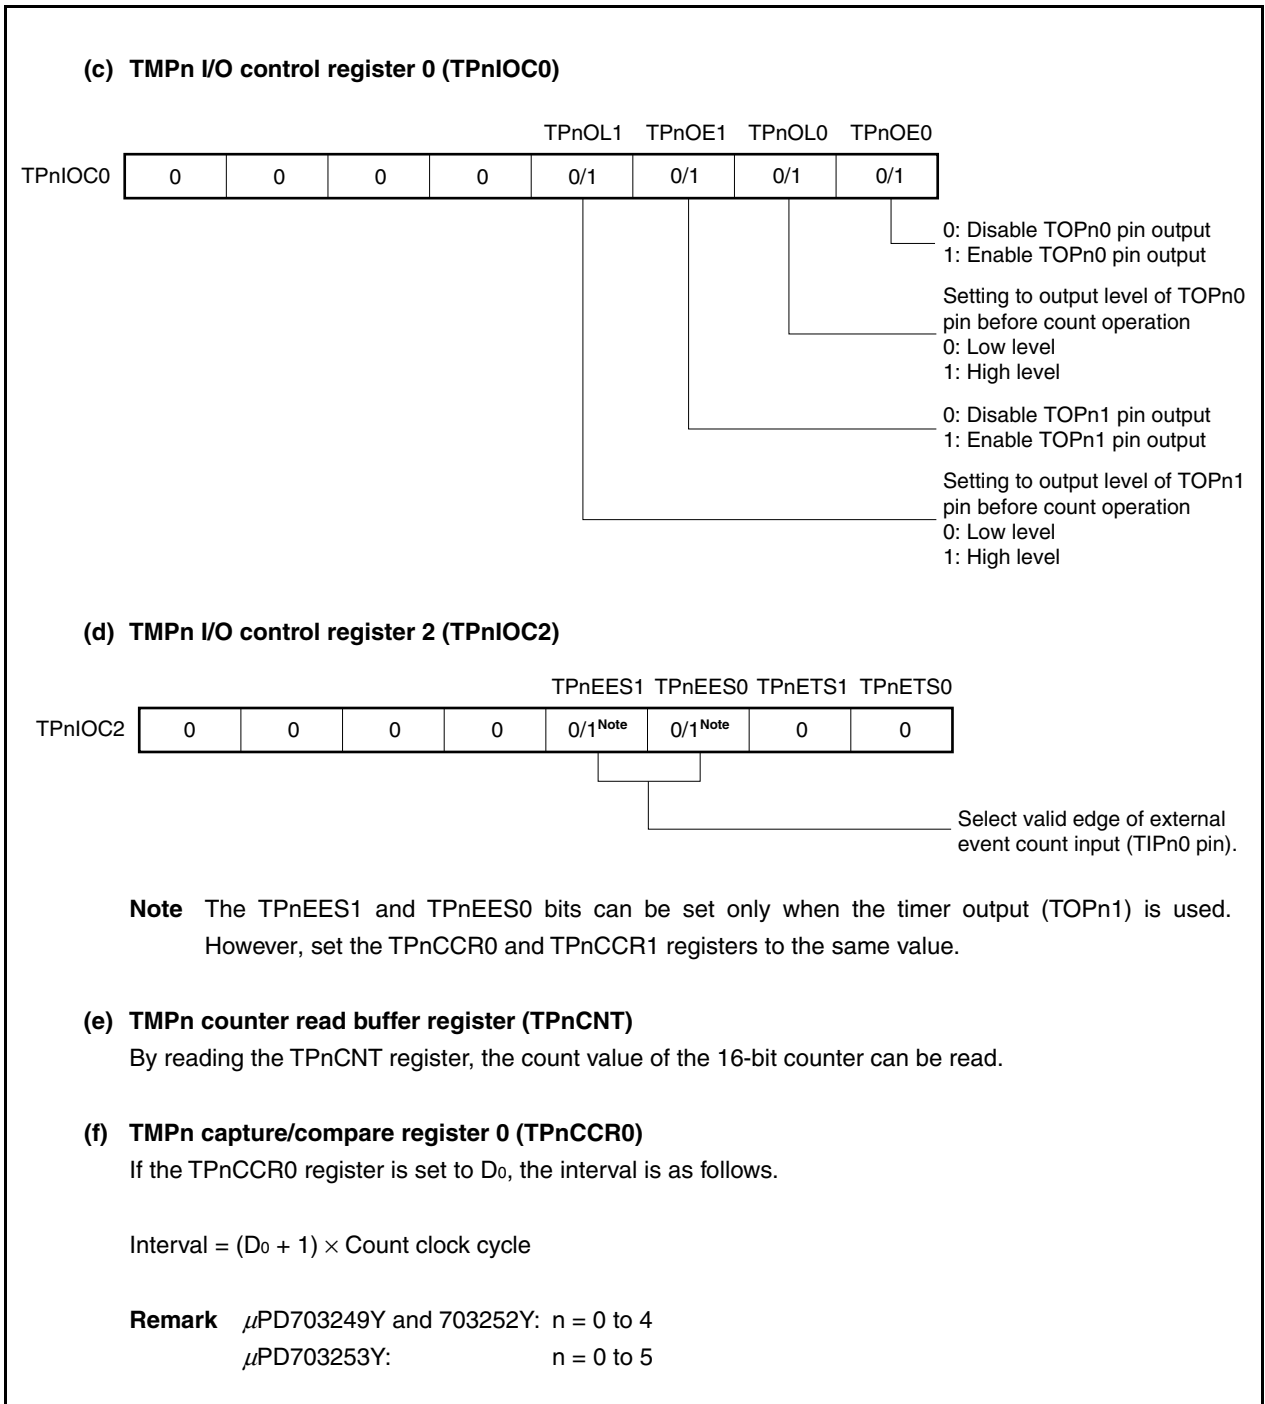 (c) TMPn I/O control register 0 (TPnIOC0)
TPnOL1 TPnOE1 TPnOL0 TPnOE0
TPnIOC0 0 0 0 0 0/1 0/1 0/1 0/1
0: Disable TOPn0 pin output
1: Enable TOPn0 pin output
Setting to output level of TOPn0
pin before count operation
0: Low level
1: High level
0: Disable TOPn1 pin output
1: Enable TOPn1 pin output
Setting to output level of TOPn1
pin before count operation
0: Low level
1: High level
(d) TMPn I/O control register 2 (TPnIOC2)
TPnEES1 TPnEES0 TPnETS1 TPnETS0
TPnIOC2 0 0 0 0 0/1Note 0/1Note 0 0
Select valid edge of external
event count input (TIPn0 pin).
Note The TPnEES1 and TPnEES0 bits can be set only when the timer output (TOPn1) is used.
However, set the TPnCCR0 and TPnCCR1 registers to the same value.
(e) TMPn counter read buffer register (TPnCNT)
By reading the TPnCNT register, the count value of the 16-bit counter can be read.
(f) TMPn capture/compare register 0 (TPnCCR0)
If the TPnCCR0 register is set to D0, the interval is as follows.
Interval = (D0 + 1) × Count clock cycle
Remark μPD703249Y and 703252Y: n = 0 to 4
μPD703253Y: n = 0 to 5